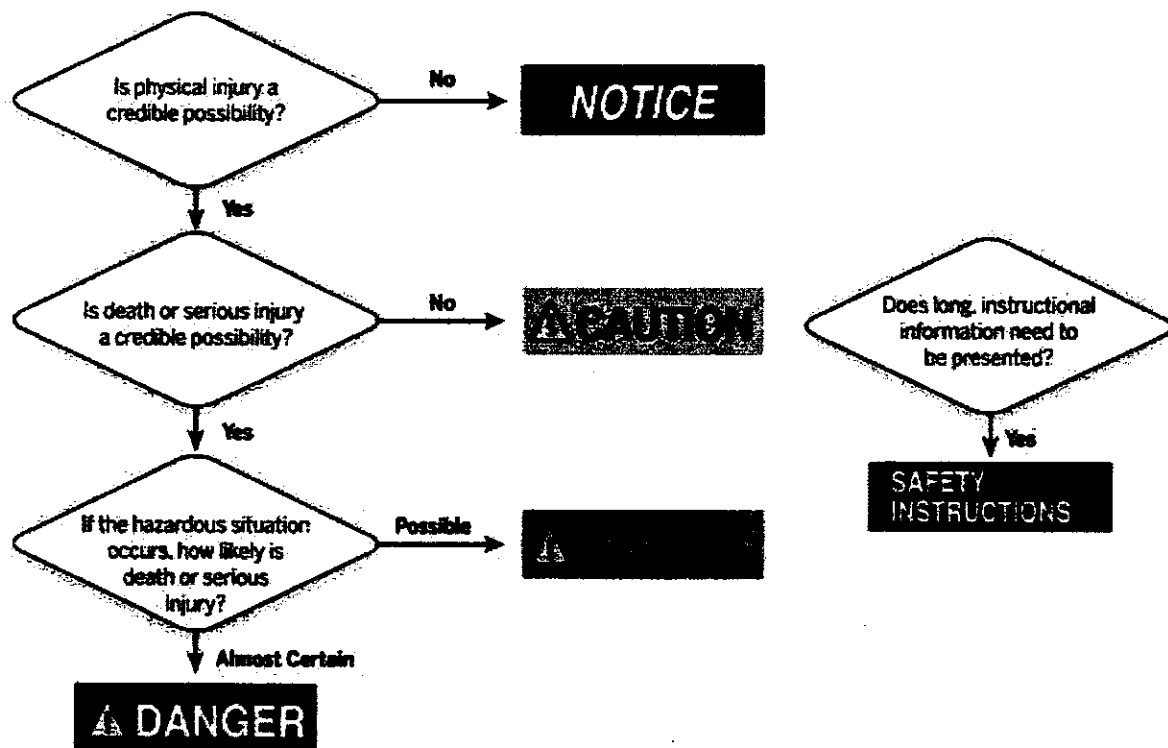 Is physical injury a
credible possibility?
No
NOTICE
Yes
Is death or serious injury
a credible possibility?
No
CAUTION
Does long, instructional
information need to
be presented?
Yes
Yes
SAFETY
INSTRUCTIONS
If the hazardous situation
occurs, how likely is
death or serious
injury?
Possible
Almost Certain
DANGER